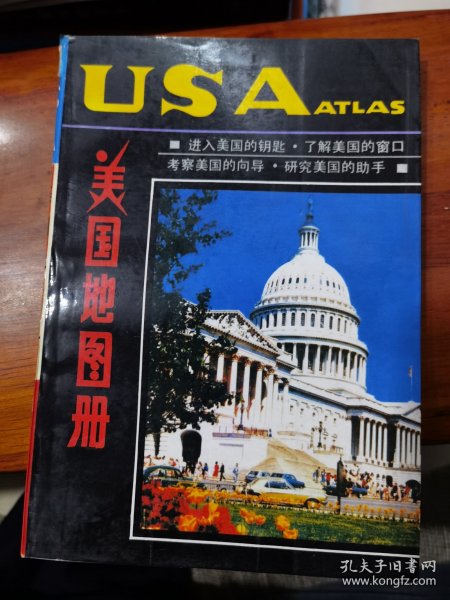 USA ATLAS
■ 进入美国的钥匙·了解美国的窗口
考察美国的向导·研究美国的助手 ■
美国地图册
孔夫子旧书网
www.kongfz.com